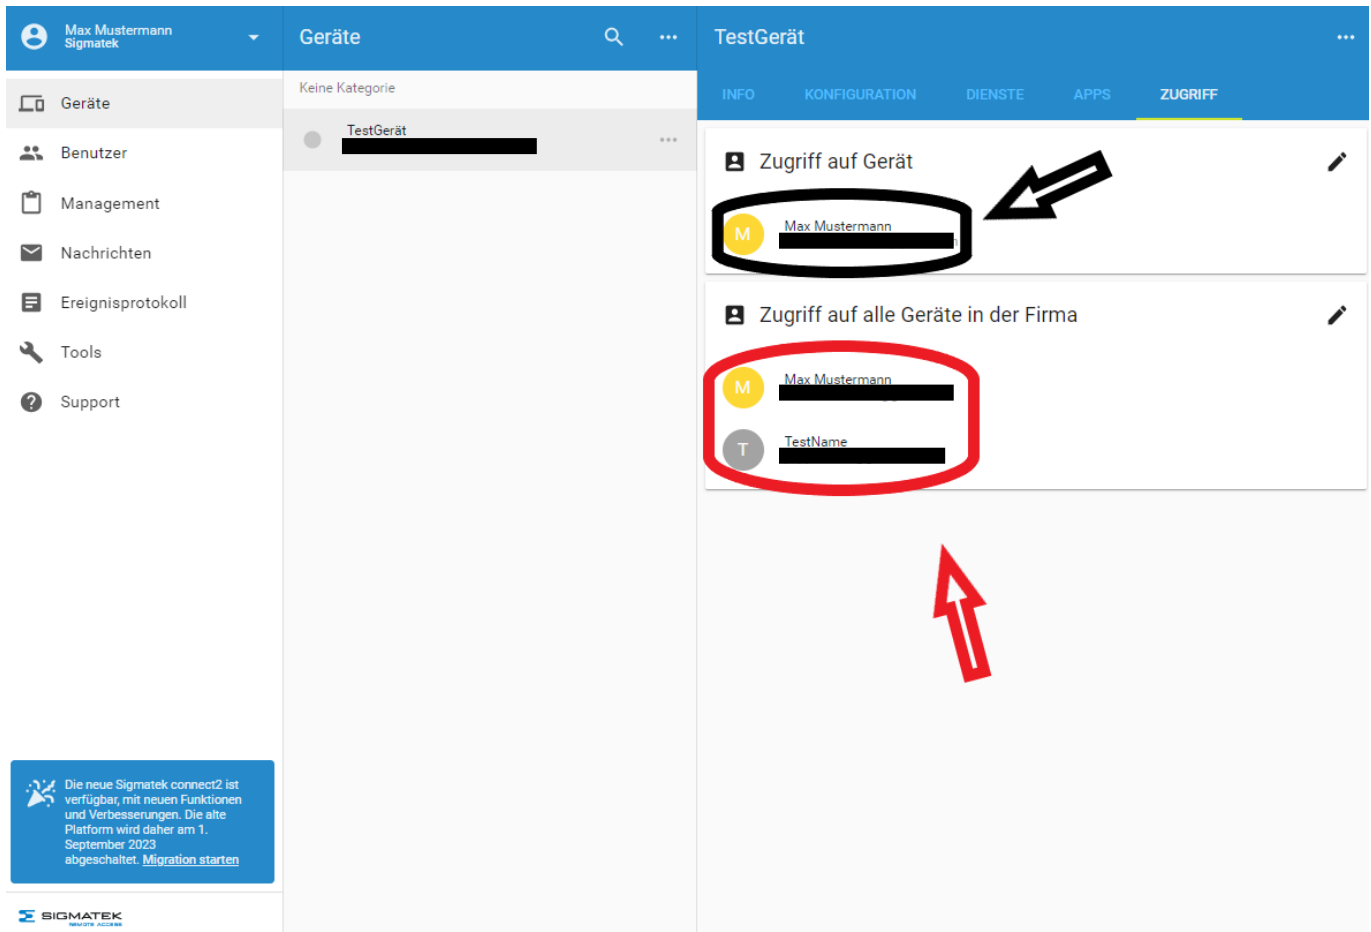 Max Mustermann
Sigmatek
Geräte
Benutzer
Management
Nachrichten
Ereignisprotokoll
Tools
Support
Die neue Sigmatek connect2 ist
verfügbar, mit neuen Funktionen
und Verbesserungen. Die alte
Platform wird daher am 1.
September 2023
abgeschaltet. Migration starten
SIGMATEK
REMOTE ACCESS
Geräte
Keine Kategorie
TestGerät
TestGerät
INFO KONFIGURATION DIENSTE APPS ZUGRIFF
Zugriff auf Gerät
M
Max Mustermann
Zugriff auf alle Geräte in der Firma
M
Max Mustermann
T
TestName